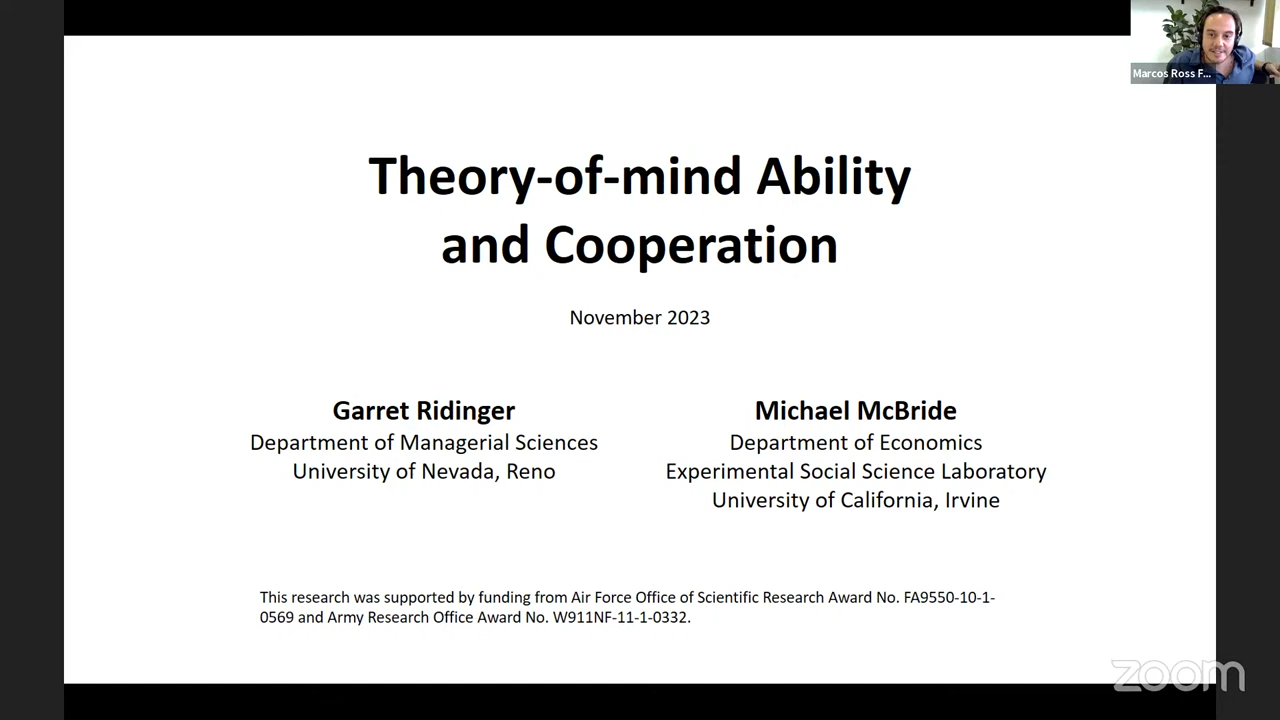 Marcos Ross F...
Theory-of-mind Ability
and Cooperation
November 2023
Garret Ridinger
Department of Managerial Sciences
University of Nevada, Reno
Michael McBride
Department of Economics
Experimental Social Science Laboratory
University of California, Irvine
This research was supported by funding from Air Force Office of Scientific Research Award No. FA9550-10-1-
0569 and Army Research Office Award No. W911NF-11-1-0332.
zoom